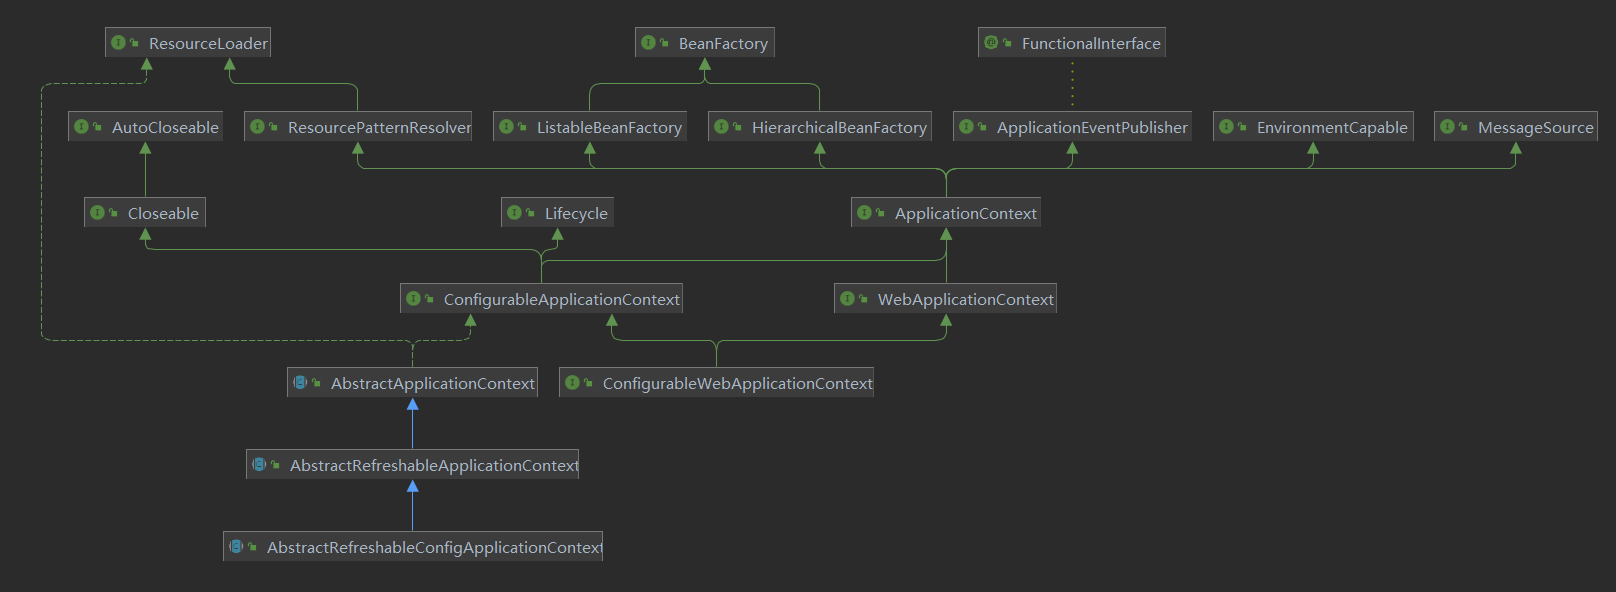 ResourceLoader
BeanFactory
FunctionalInterface
AutoCloseable
ResourcePatternResolver
ListableBeanFactory
HierarchicalBeanFactory
ApplicationEventPublisher
EnvironmentCapable
MessageSource
Closeable
Lifecycle
ApplicationContext
ConfigurableApplicationContext
WebApplicationContext
AbstractApplicationContext
ConfigurableWebApplicationContext
AbstractRefreshableApplicationContext
AbstractRefreshableConfigApplicationContext